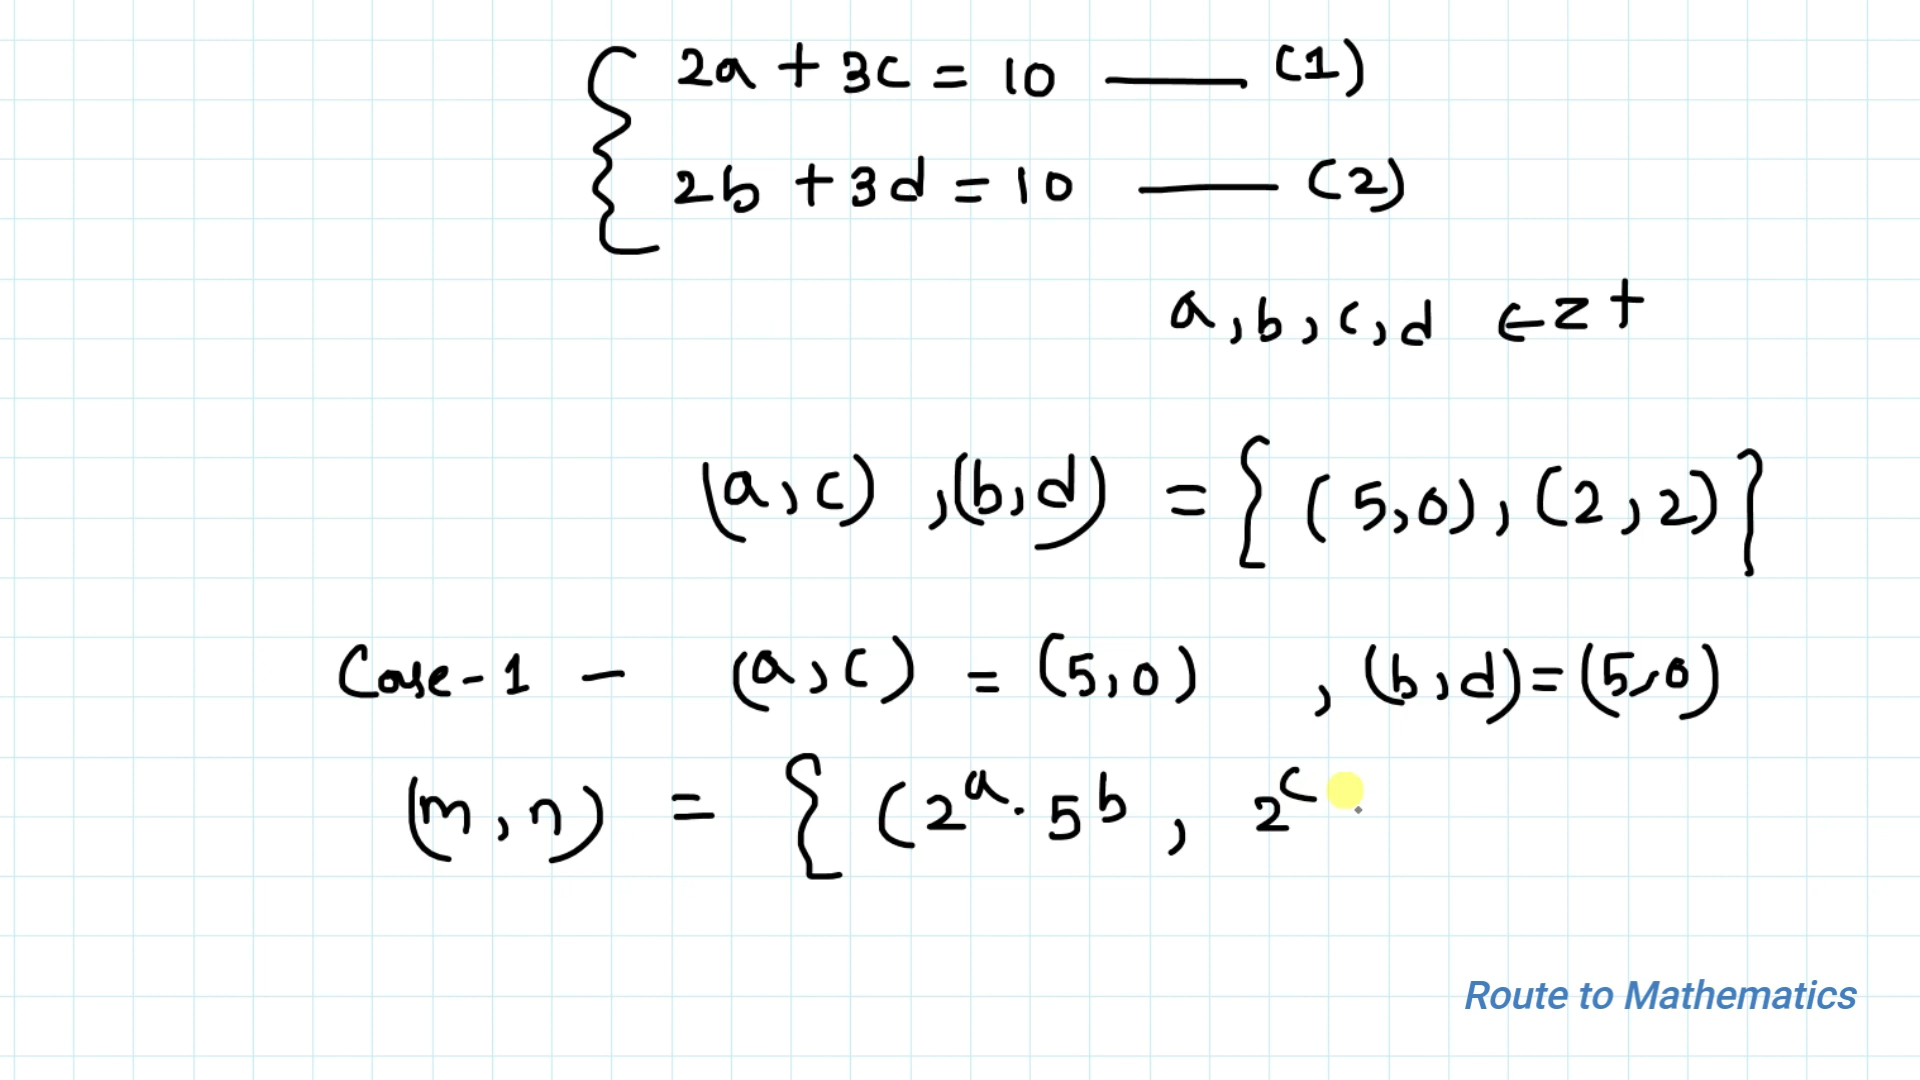 2a + 3c = 10 —— (1)
2b + 3d = 10 —— (2)
a, b, c, d ∈ z+
(a, c) , (b, d) = { (5, 0), (2, 2) }
Case-1 – (a, c) = (5, 0) , (b, d) = (5, 0)
(m, n) = { (2^a · 5^b , 2^c
Route to Mathematics